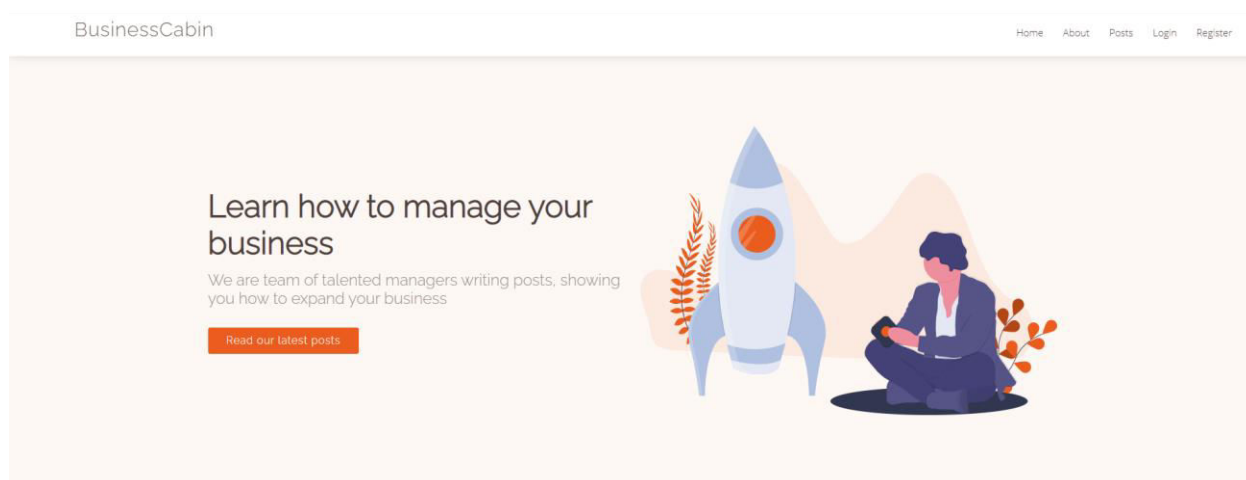 BusinessCabin
Home About Posts Login Register
Learn how to manage your
business
We are team of talented managers writing posts, showing
you how to expand your business
Read our latest posts